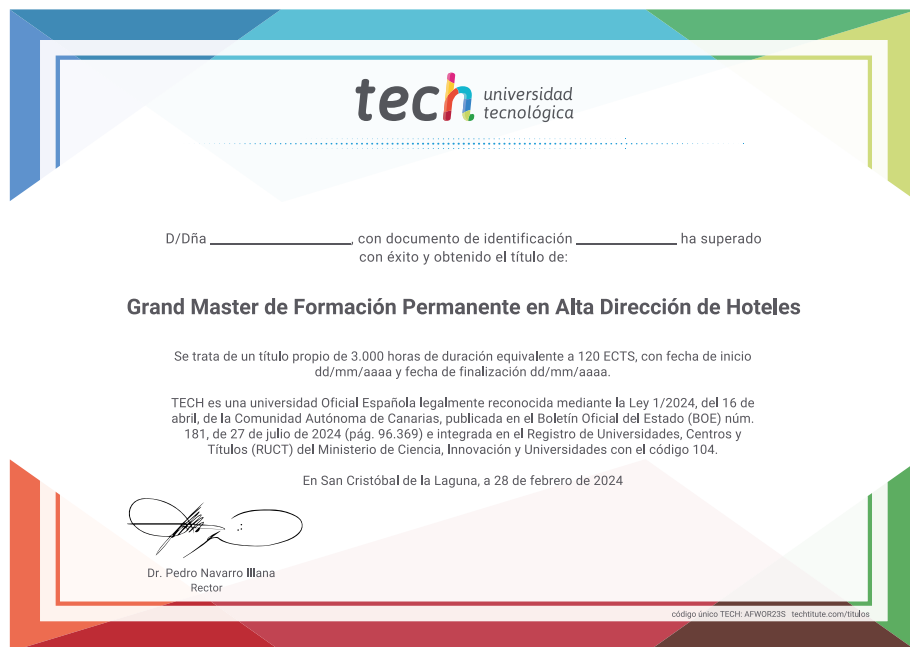 tech universidad
tecnológica
D/Dña _______________, con documento de identificación ___________ ha superado
con éxito y obtenido el título de:
Grand Master de Formación Permanente en Alta Dirección de Hoteles
Se trata de un título propio de 3.000 horas de duración equivalente a 120 ECTS, con fecha de inicio
dd/mm/aaaa y fecha de finalización dd/mm/aaaa.
TECH es una universidad Oficial Española legalmente reconocida mediante la Ley 1/2024, del 16 de
abril, de la Comunidad Autónoma de Canarias, publicada en el Boletín Oficial del Estado (BOE) núm.
181, de 27 de julio de 2024 (pág. 96.369) e integrada en el Registro de Universidades, Centros y
Títulos (RUCT) del Ministerio de Ciencia, Innovación y Universidades con el código 104.
En San Cristóbal de la Laguna, a 28 de febrero de 2024
Dr. Pedro Navarro Illana
Rector
código único TECH: AFWOR23S techtitute.com/titulos